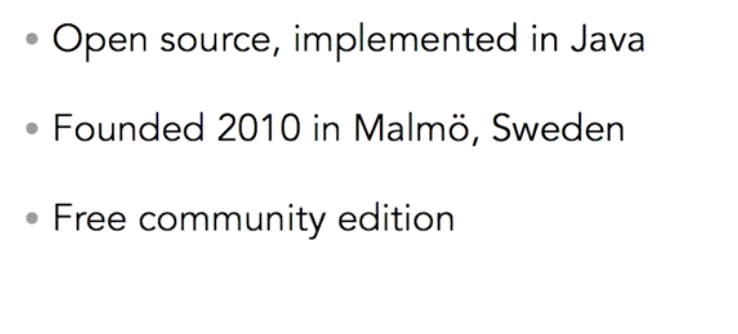 • Open source, implemented in Java
• Founded 2010 in Malmö, Sweden
• Free community edition